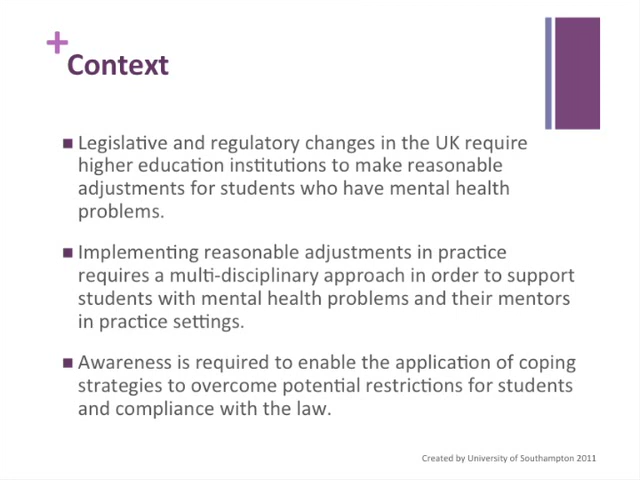 +
Context
Legislative and regulatory changes in the UK require
higher education institutions to make reasonable
adjustments for students who have mental health
problems.
Implementing reasonable adjustments in practice
requires a multi-disciplinary approach in order to support
students with mental health problems and their mentors
in practice settings.
Awareness is required to enable the application of coping
strategies to overcome potential restrictions for students
and compliance with the law.
Created by University of Southampton 2011